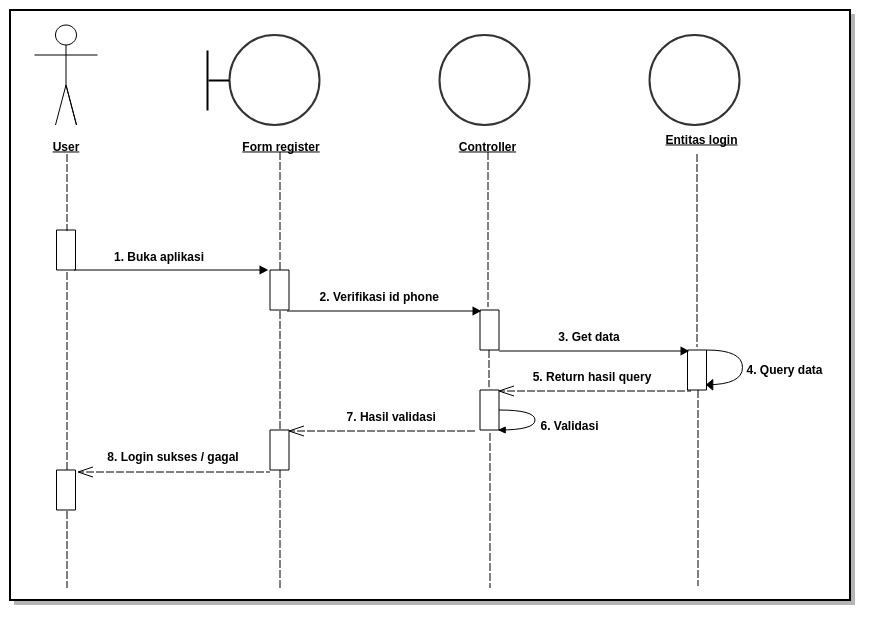 User
Form register
Controller
Entitas login
1. Buka aplikasi
2. Verifikasi id phone
3. Get data
4. Query data
5. Return hasil query
6. Validasi
7. Hasil validasi
8. Login sukses / gagal